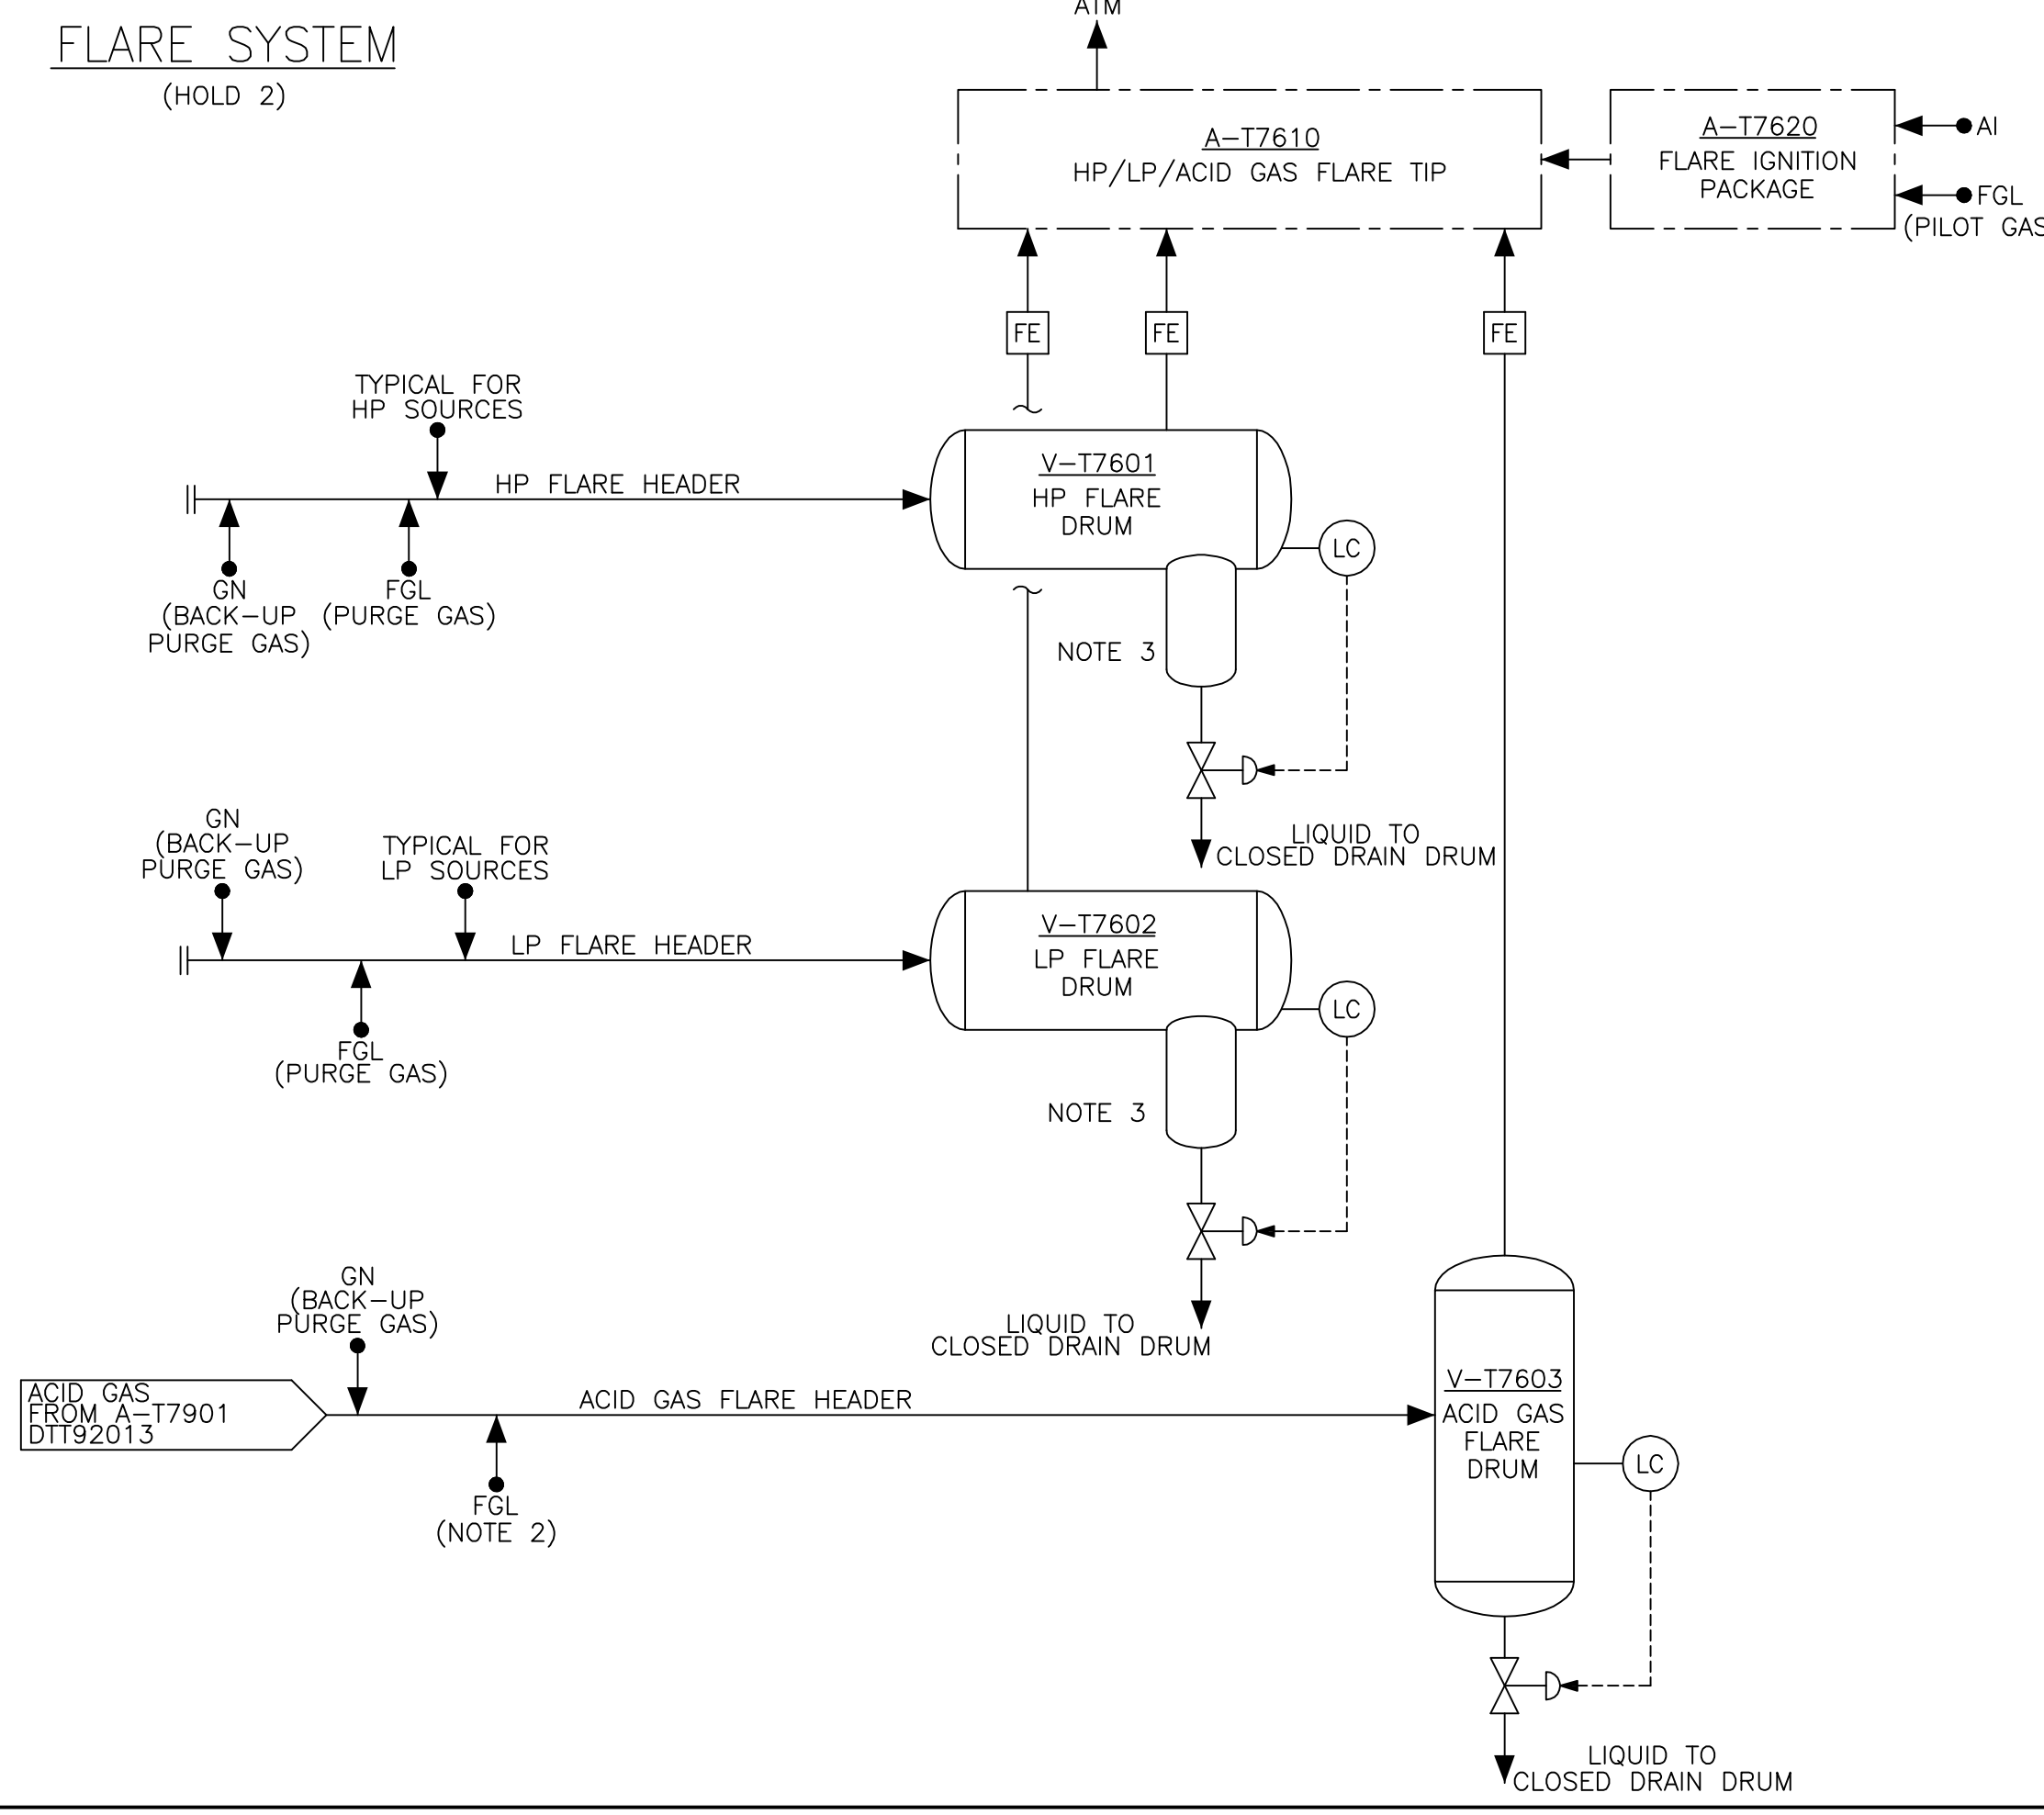 FLARE SYSTEM
(HOLD 2)
ATM
A-T7610
HP/LP/ACID GAS FLARE TIP
A-T7620
FLARE IGNITION
PACKAGE
AI
FGL
(PILOT GAS
FE
FE
FE
TYPICAL FOR
HP SOURCES
HP FLARE HEADER
GN
(BACK-UP
PURGE GAS)
FGL
(PURGE GAS)
V-T7601
HP FLARE
DRUM
LC
NOTE 3
LIQUID TO
CLOSED DRAIN DRUM
GN
(BACK-UP
PURGE GAS)
TYPICAL FOR
LP SOURCES
LP FLARE HEADER
FGL
(PURGE GAS)
V-T7602
LP FLARE
DRUM
LC
NOTE 3
LIQUID TO
CLOSED DRAIN DRUM
GN
(BACK-UP
PURGE GAS)
ACID GAS
FROM A-T7901
DTT92013
ACID GAS FLARE HEADER
FGL
(NOTE 2)
V-T7603
ACID GAS
FLARE
DRUM
LC
LIQUID TO
CLOSED DRAIN DRUM